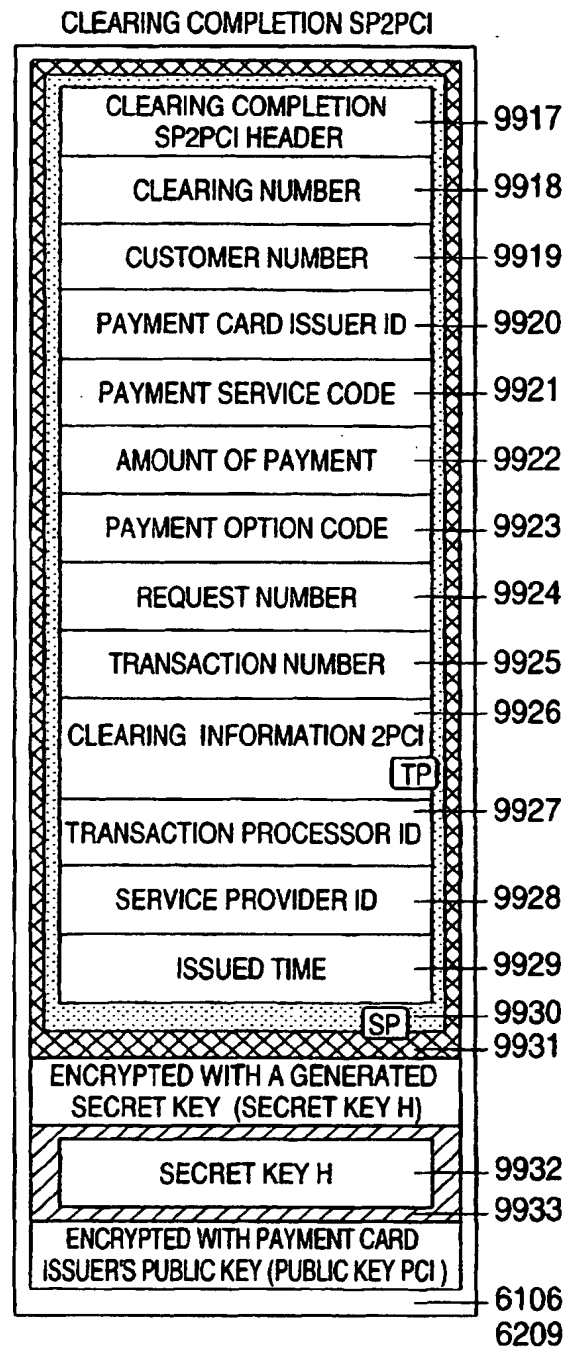 CLEARING COMPLETION SP2PCI
CLEARING COMPLETION
SP2PCI HEADER
9917
CLEARING NUMBER
9918
CUSTOMER NUMBER
9919
PAYMENT CARD ISSUER ID
9920
PAYMENT SERVICE CODE
9921
AMOUNT OF PAYMENT
9922
PAYMENT OPTION CODE
9923
REQUEST NUMBER
9924
TRANSACTION NUMBER
9925
9926
CLEARING INFORMATION 2PCI
TP
9927
TRANSACTION PROCESSOR ID
SERVICE PROVIDER ID
9928
ISSUED TIME
9929
9930
SP
9931
ENCRYPTED WITH A GENERATED
SECRET KEY (SECRET KEY H)
SECRET KEY H
9932
9933
ENCRYPTED WITH PAYMENT CARD
ISSUER'S PUBLIC KEY (PUBLIC KEY PCI)
6106
6209